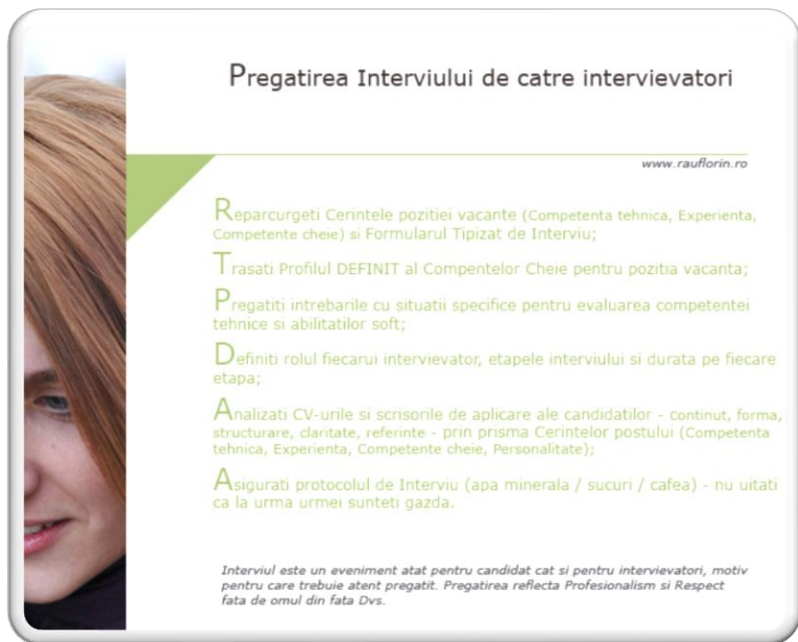 Pregatirea Interviului de catre intervievatori
www.rauflorin.ro
Reparcurgeti Cerintele pozitiei vacante (Competenta tehnica, Experienta,
Competente cheie) si Formularul Tipizat de Interviu;
Trasati Profilul DEFINIT al Compentelor Cheie pentru pozitia vacanta;
Pregatiti intrebarile cu situatii specifice pentru evaluarea competentei
tehnice si abilitatilor soft;
Definiti rolul fiecarui intervievator, etapele interviului si durata pe fiecare
etapa;
Analizati CV-urile si scrisorile de aplicare ale candidatilor - continut, forma,
structurare, claritate, referinte - prin prisma Cerintelor postului (Competenta
tehnica, Experienta, Competente cheie, Personalitate);
Asigurati protocolul de Interviu (apa minerala / sucuri / cafea) - nu uitati
ca la urma urmei sunteti gazda.
Interviul este un eveniment atat pentru candidat cat si pentru intervievatori, motiv
pentru care trebuie atent pregatit. Pregatirea reflecta Profesionalism si Respect
fata de omul din fata Dvs.